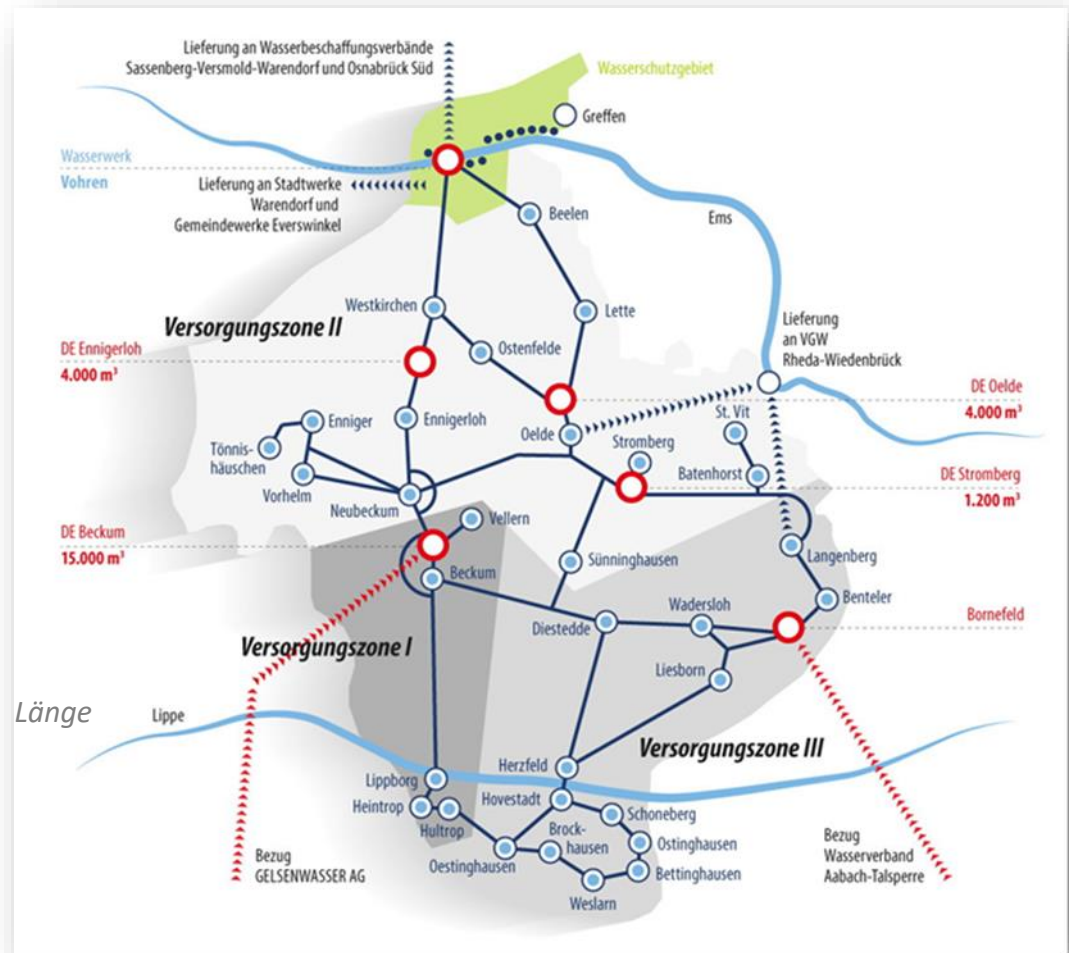 Lieferung an Wasserbeschaffungsverbände
Sassenberg-Versmold-Warendorf und Osnabrück Süd
Wasserschutzgebiet
Greffen
Wasserwerk
Vohren
Lieferung an Stadtwerke
Warendorf und
Gemeindewerke Everswinkel
Beelen
Ems
Westkirchen
Lette
Versorgungszone II
Lieferung
an VGW
Rheda-Wiedenbrück
DE Ennigerloh
4.000 m³
Ostenfelde
DE Oelde
4.000 m³
Enniger
Ennigerloh
Oelde
St. Vit
Tönnis-
häuschen
Stromberg
Vorhelm
Batenhorst
DE Stromberg
1.200 m³
Neubeckum
Vellern
DE Beckum
15.000 m³
Langenberg
Sünninghausen
Beckum
Benteler
Wadersloh
Bornefeld
Diestedde
Versorgungszone I
Liesborn
Länge
Lippe
Versorgungszone III
Herzfeld
Lippborg
Heintrop
Hovestadt
Schoneberg
Hultrop
Brock-
hausen
Ostinghausen
Oestinghausen
Bettinghausen
Weslarn
Bezug
GELSENWASSER AG
Bezug
Wasserverband
Aabach-Talsperre